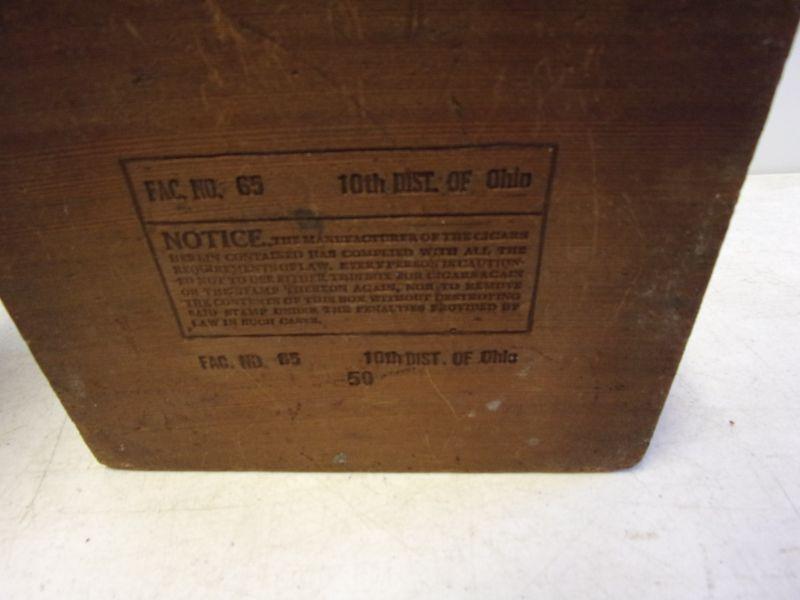 FAC. NO. 65 10th DIST. OF Ohio
NOTICE. THE MANUFACTURER OF THE CIGARS
HEREIN CONTAINED HAS COMPLIED WITH ALL THE
REQUIREMENTS OF LAW. EVERY PERSON IS CAUTION-
ED NOT TO USE EITHER THIS BOX FOR CIGARS AGAIN
OR THE STAMP THEREON AGAIN, NOR TO REMOVE
THE CONTENTS OF THIS BOX WITHOUT DESTROYING
SAID STAMP UNDER THE PENALTIES PROVIDED BY
LAW IN SUCH CASES.
FAC. NO. 65 10th DIST. OF Ohio
50